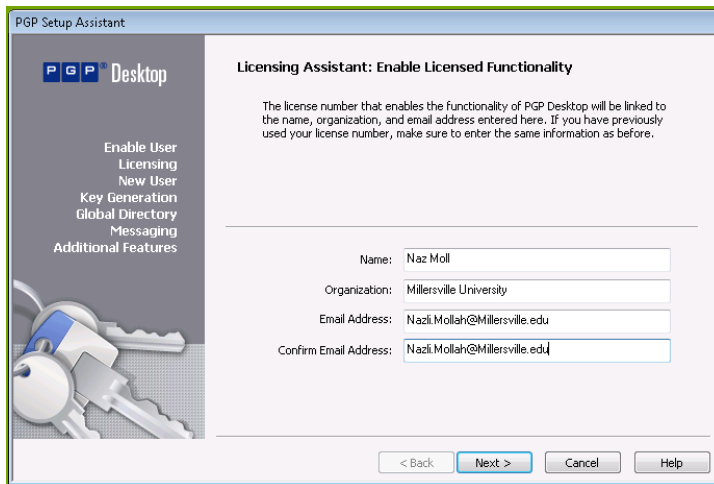 PGP Setup Assistant
PGP® Desktop
Enable User
Licensing
New User
Key Generation
Global Directory
Messaging
Additional Features
Licensing Assistant: Enable Licensed Functionality
The license number that enables the functionality of PGP Desktop will be linked to
the name, organization, and email address entered here. If you have previously
used your license number, make sure to enter the same information as before.
Name: Naz Moll
Organization: Millersville University
Email Address: Nazli.Mollah@Millersville.edu
Confirm Email Address: Nazli.Mollah@Millersville.edu
< Back Next > Cancel Help